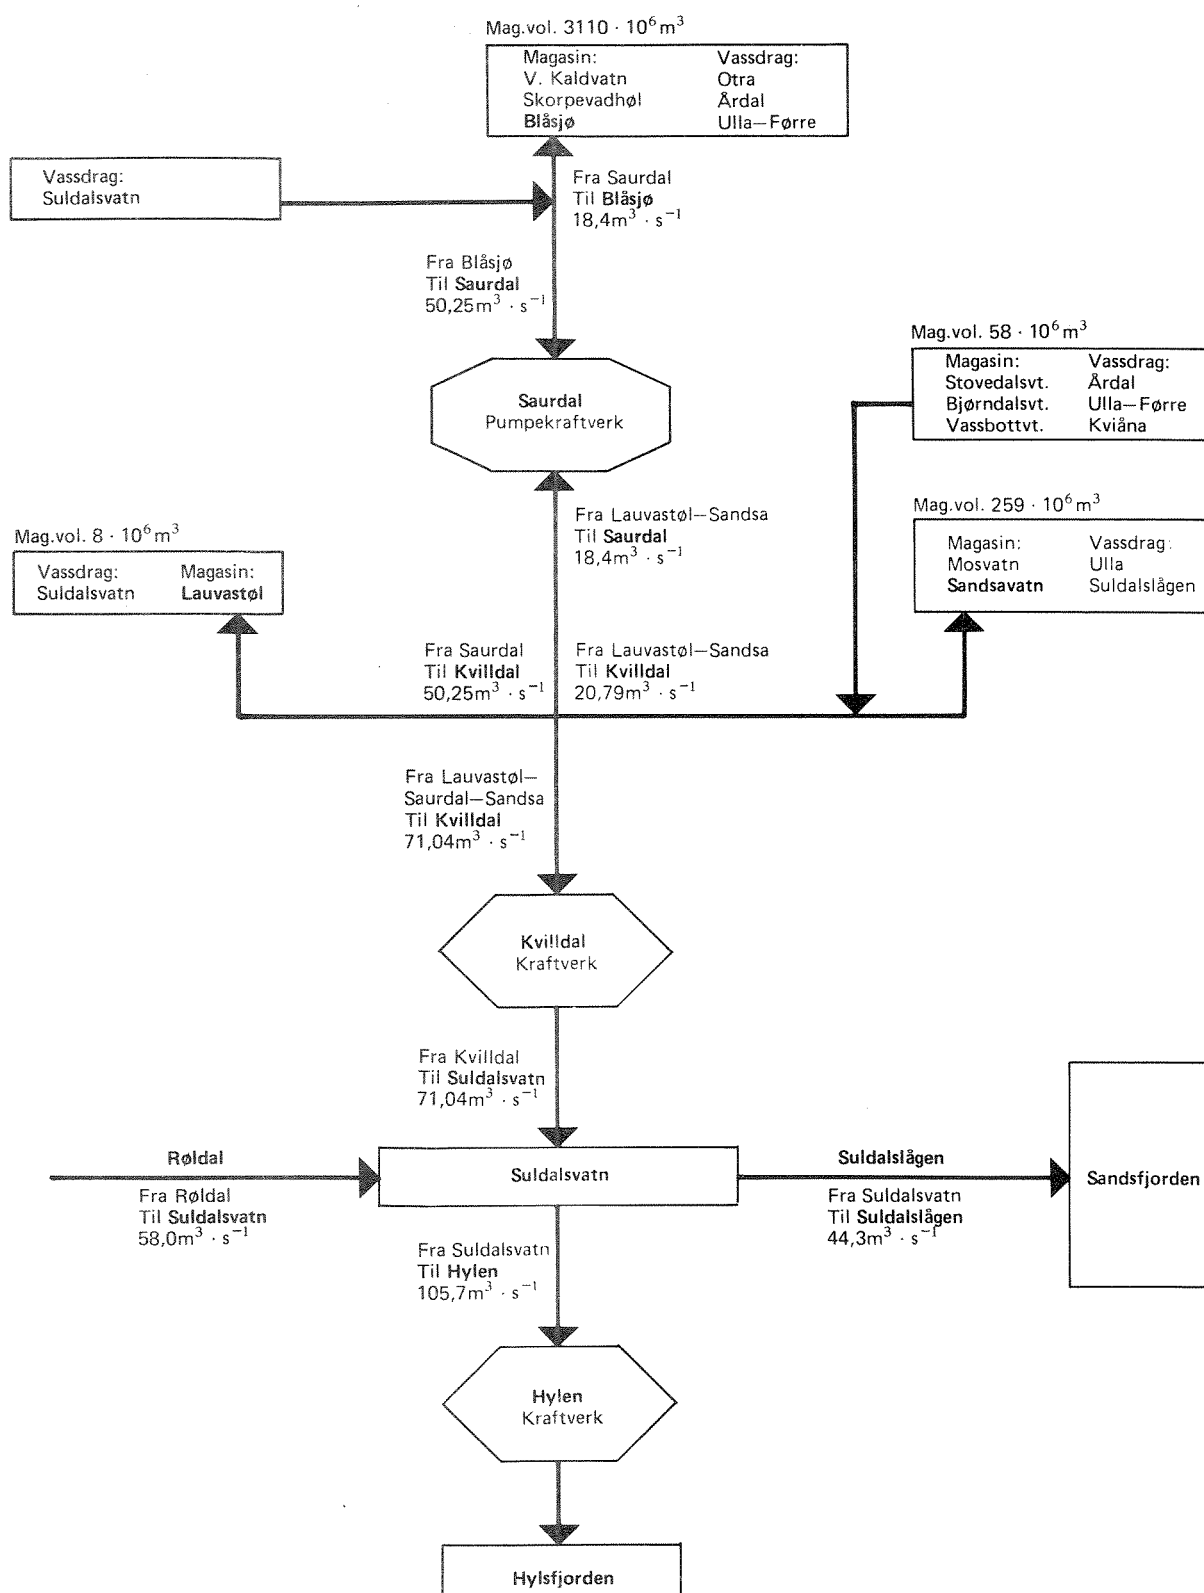 Mag.vol. 3110 · 10⁶m³
Magasin: Vassdrag:
V. Kaldvatn Otra
Skorpevadhøl Årdal
Blåsjø Ulla—Førre
Vassdrag:
Suldalsvatn
Fra Saurdal
Til Blåsjø
18,4m³ · s⁻¹
Fra Blåsjø
Til Saurdal
50,25m³ · s⁻¹
Saurdal
Pumpekraftverk
Mag.vol. 58 · 10⁶m³
Magasin: Vassdrag:
Stovedalsvt. Årdal
Bjørndalsvt. Ulla—Førre
Vassbottvt. Kviåna
Fra Lauvastøl—Sandsa
Til Saurdal
18,4m³ · s⁻¹
Mag.vol. 259 · 10⁶m³
Magasin: Vassdrag:
Mosvatn Ulla
Sandsavatn Suldalslågen
Mag.vol. 8 · 10⁶m³
Vassdrag: Magasin:
Suldalsvatn Lauvastøl
Fra Saurdal
Til Kvilldal
50,25m³ · s⁻¹
Fra Lauvastøl—Sandsa
Til Kvilldal
20,79m³ · s⁻¹
Fra Lauvastøl—
Saurdal—Sandsa
Til Kvilldal
71,04m³ · s⁻¹
Kvilldal
Kraftverk
Fra Kvilldal
Til Suldalsvatn
71,04m³ · s⁻¹
Røldal
Fra Røldal
Til Suldalsvatn
58,0m³ · s⁻¹
Suldalsvatn
Suldalslågen
Fra Suldalsvatn
Til Suldalslågen
44,3m³ · s⁻¹
Sandsfjorden
Fra Suldalsvatn
Til Hylen
105,7m³ · s⁻¹
Hylen
Kraftverk
Hylsfjorden